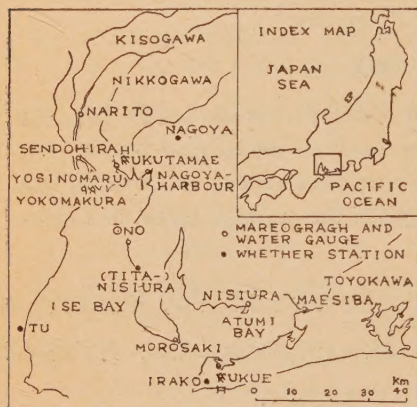 KISOGAWA
NIKKOGAWA
NARITO
NAGOYA
SENDOHIRAH
FUKUTAMAE
YOSINOMARU
NAGOYA-
HARBOUR
YOKOMAKURA
ŌNO
(TITA-)
NISIURA
ISE BAY
TU
MOROSAKI
IRAKO
FUKUE
NISIURA
ATUMI
BAY
MAESIBA
TOYOKAWA
INDEX MAP
JAPAN
SEA
PACIFIC
OCEAN
MAREOGRAGH AND
WATER GAUGE
WHETHER STATION
0 10 20 30 40
Km